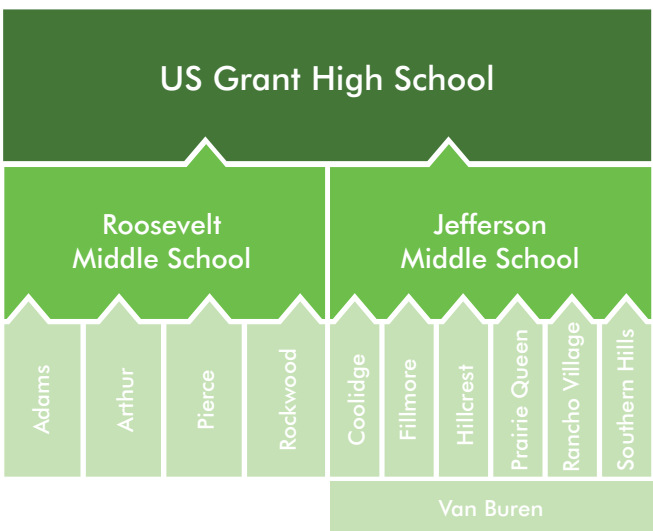 US Grant High School
Roosevelt
Middle School
Jefferson
Middle School
Adams
Arthur
Pierce
Rockwood
Coolidge
Fillmore
Hillcrest
Prairie Queen
Rancho Village
Southern Hills
Van Buren